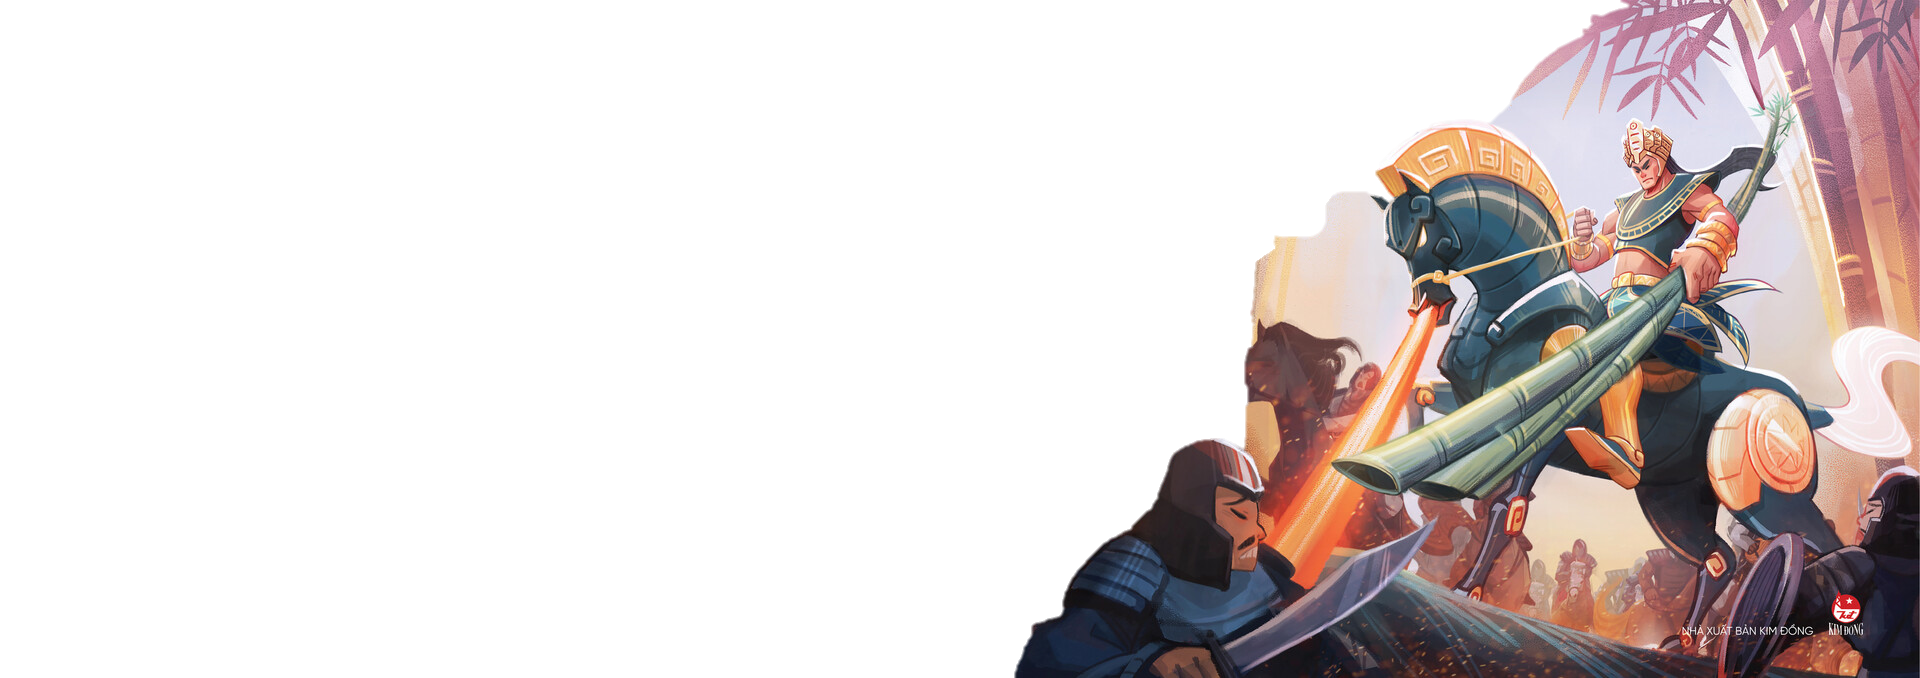 NHÀ XUẤT BẢN KIM ĐỒNG
KIM ĐỒNG